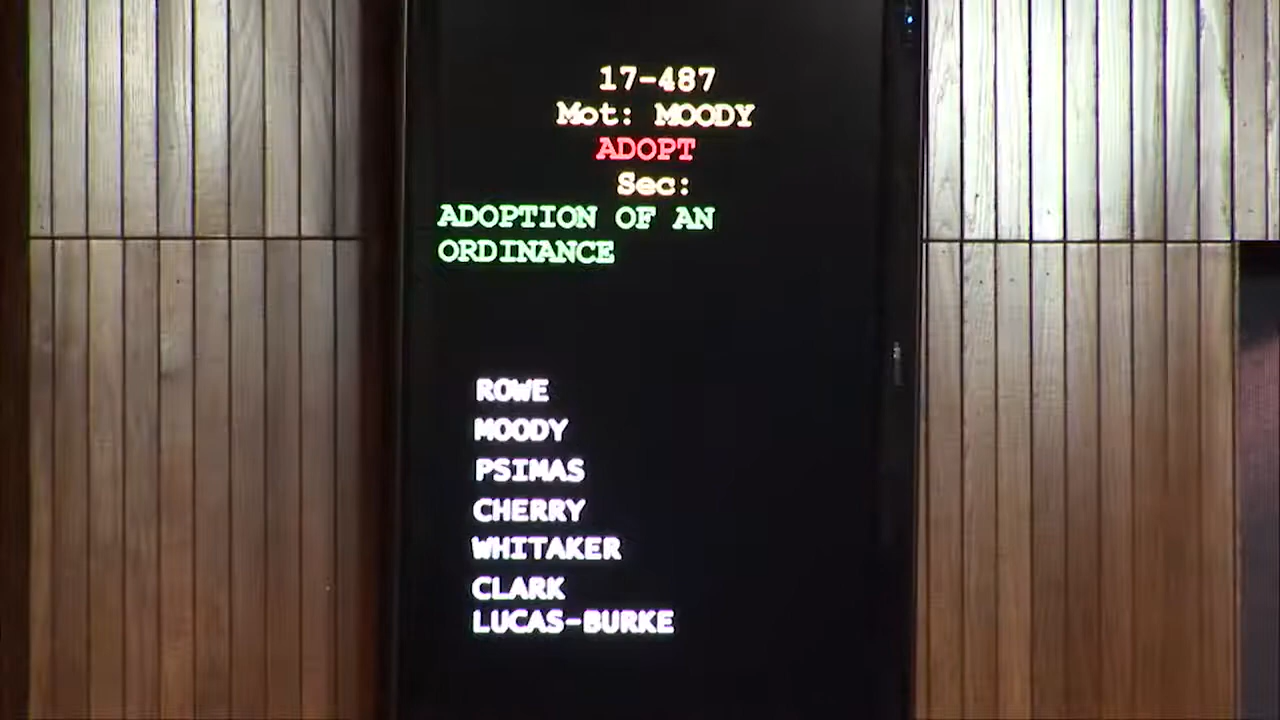 17-487
Mot: MOODY
ADOPT
Sec:
ADOPTION OF AN
ORDINANCE
ROWE
MOODY
PSIMAS
CHERRY
WHITAKER
CLARK
LUCAS-BURKE